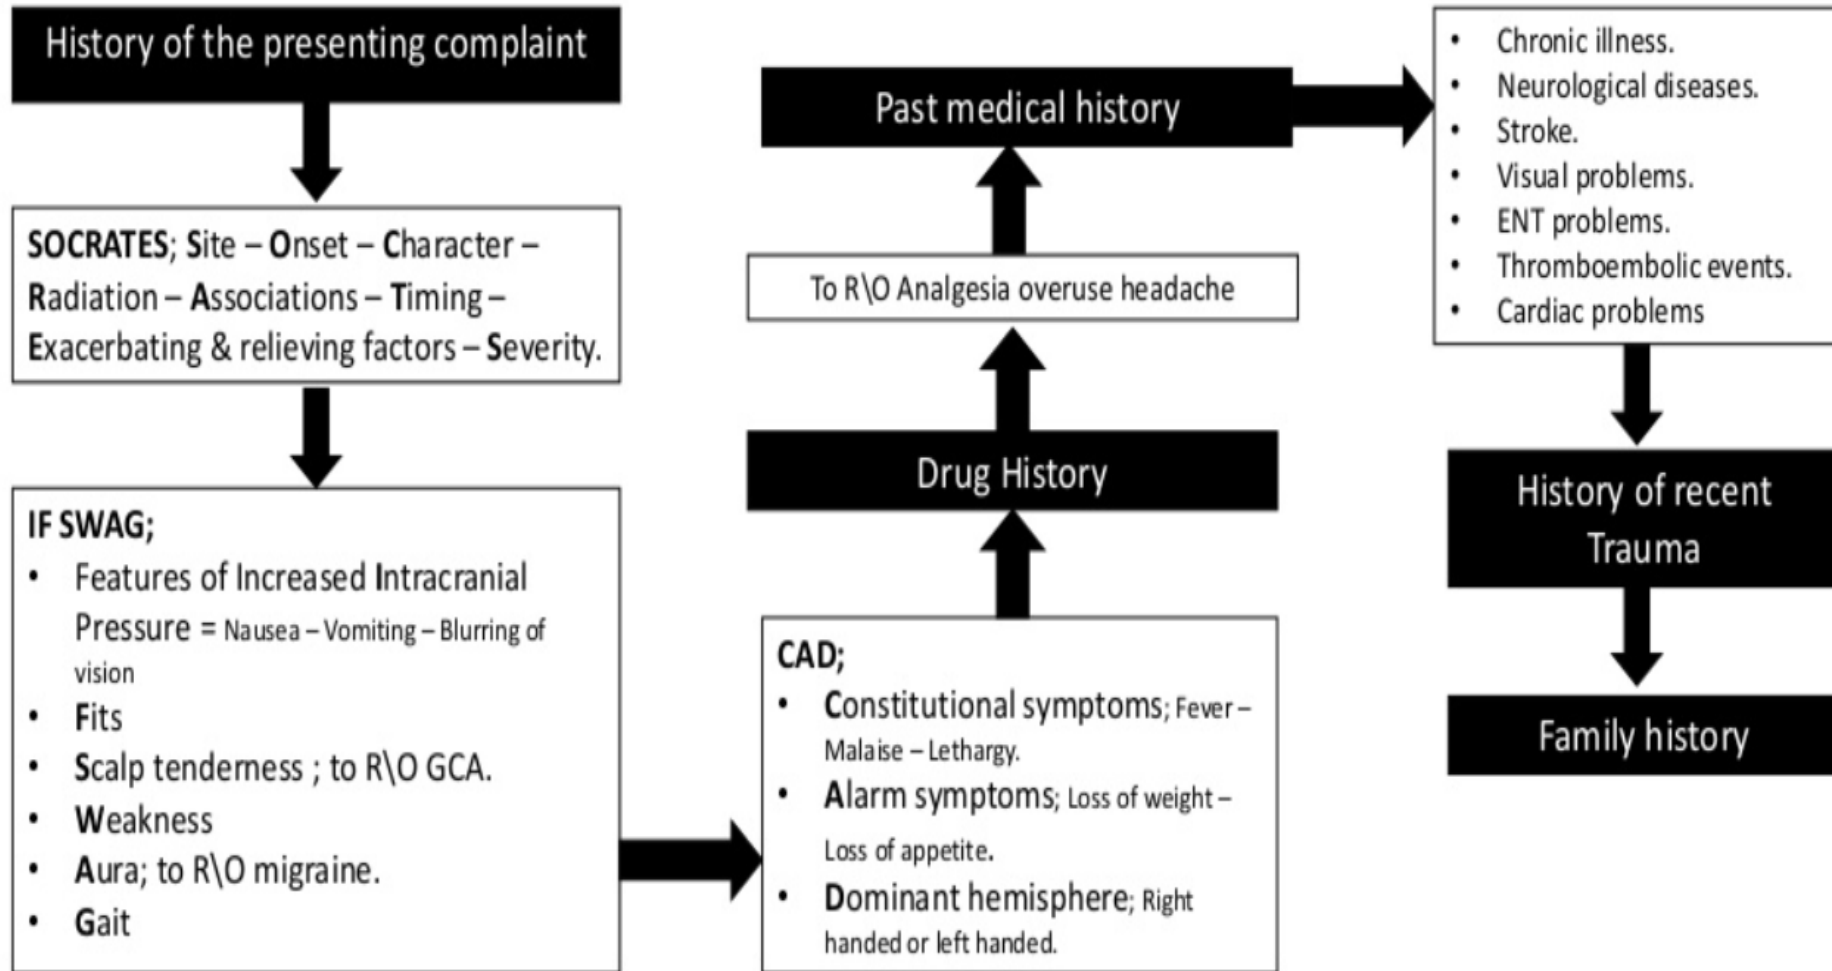 History of the presenting complaint
SOCRATES; Site – Onset – Character –
Radiation – Associations – Timing –
Exacerbating & relieving factors – Severity.
IF SWAG;
• Features of Increased Intracranial
Pressure = Nausea – Vomiting – Blurring of
vision
• Fits
• Scalp tenderness ; to R\O GCA.
• Weakness
• Aura; to R\O migraine.
• Gait
CAD;
• Constitutional symptoms; Fever –
Malaise – Lethargy.
• Alarm symptoms; Loss of weight –
Loss of appetite.
• Dominant hemisphere; Right
handed or left handed.
Drug History
To R\O Analgesia overuse headache
Past medical history
• Chronic illness.
• Neurological diseases.
• Stroke.
• Visual problems.
• ENT problems.
• Thromboembolic events.
• Cardiac problems
History of recent
Trauma
Family history